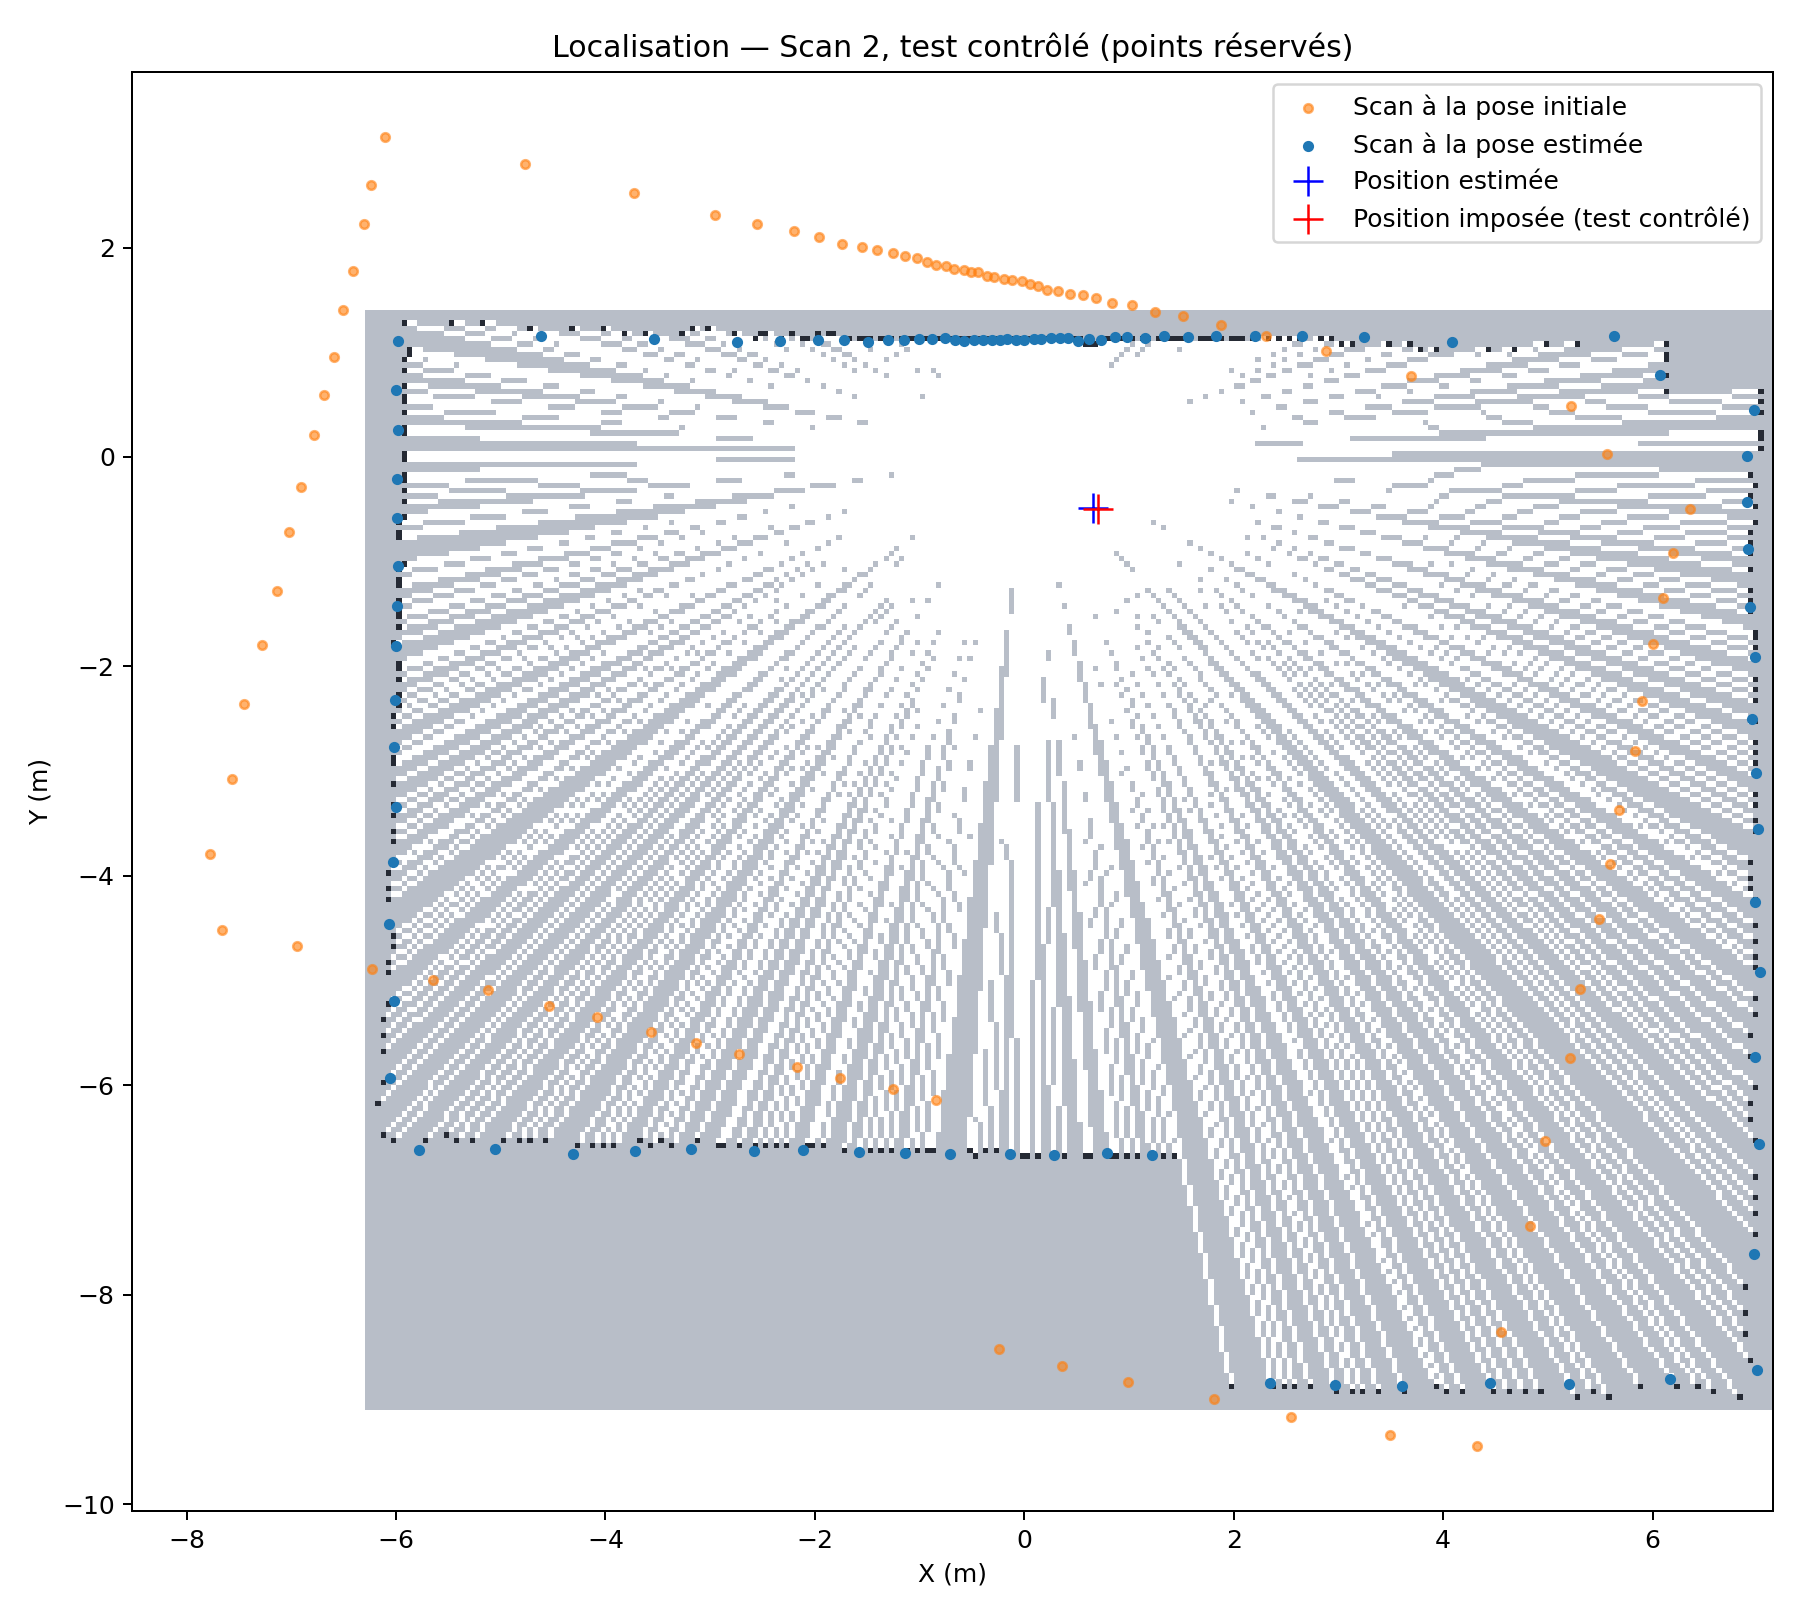 Localisation — Scan 2, test contrôlé (points réservés)
Scan à la pose initiale
Scan à la pose estimée
Position estimée
Position imposée (test contrôlé)
2
0
−2
−4
−6
−8
−10
Y (m)
−8
−6
−4
−2
0
2
4
6
X (m)